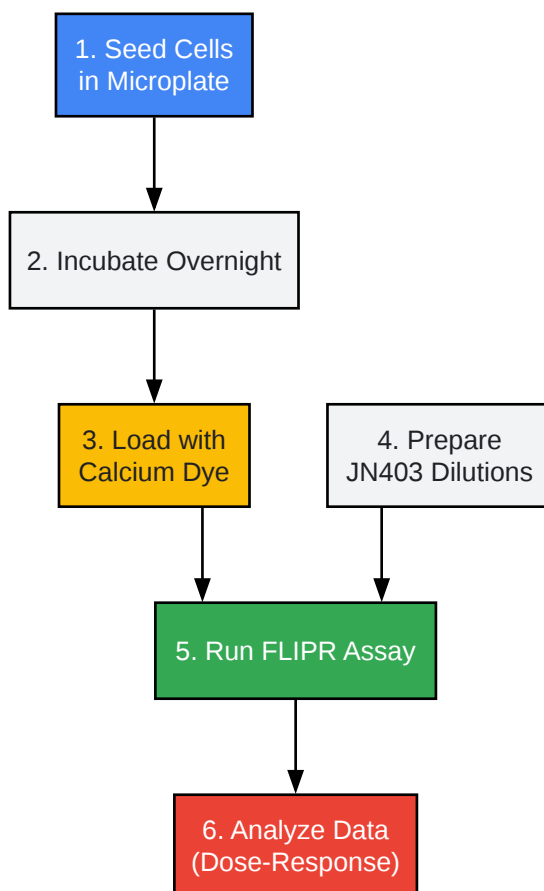 1. Seed Cells
in Microplate
2. Incubate Overnight
3. Load with
Calcium Dye
4. Prepare
JN403 Dilutions
5. Run FLIPR Assay
6. Analyze Data
(Dose-Response)